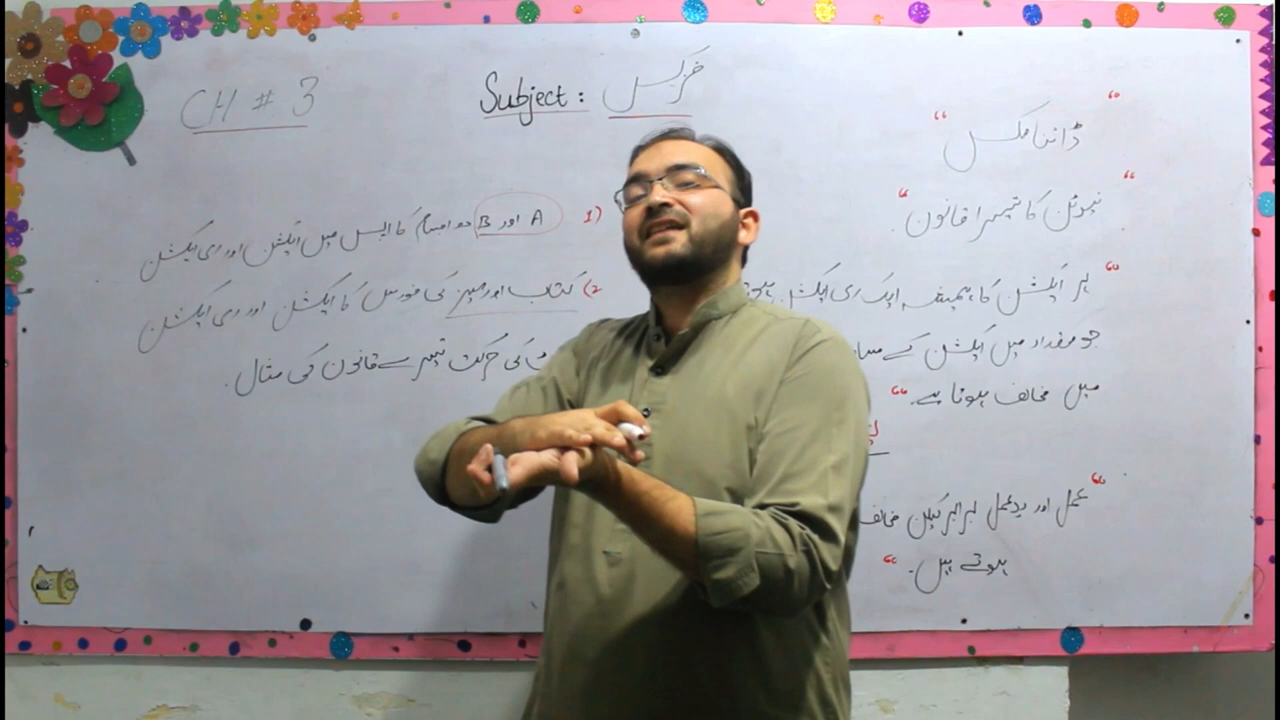 CH # 3
Subject: فزکس
"ڈائنامکس"
"نیوٹن کا تیسرا قانون"
"ہر ایکشن کا ہمیشہ ایک ری ایکشن ہوتا
جو مقدار میں ایکشن کے
میں مخالف ہوتا ہے۔"
"عمل اور ردِعمل برابر لیکن مخالف
ہوتے ہیں۔"
1) A اور B دو اجسام کا آپس میں ایکشن اور ری ایکشن
2) کتاب اور میز کی فورس کا ایکشن اور ری ایکشن
کی حرکت تیسرے قانون کی مثال۔